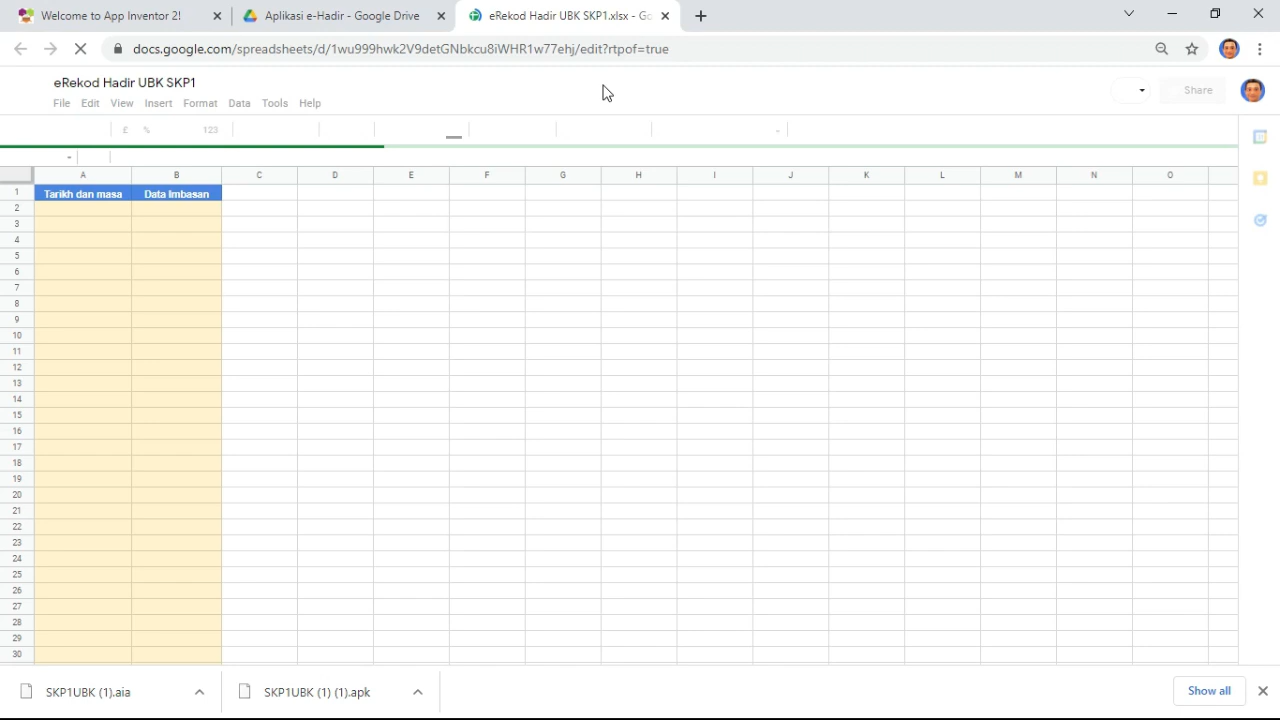 Welcome to App Inventor 2!
Aplikasi e-Hadir - Google Drive
eRekod Hadir UBK SKP1.xlsx - Go
docs.google.com/spreadsheets/d/1wu999hwk2V9detGNbkcu8iWHR1w77ehj/edit?rtpof=true
eRekod Hadir UBK SKP1
File Edit View Insert Format Data Tools Help
Share
£ % 123
A B C D E F G H I J K L M N O
1 Tarikh dan masa Data Imbasan
2
3
4
5
6
7
8
9
10
11
12
13
14
15
16
17
18
19
20
21
22
23
24
25
26
27
28
29
30
SKP1UBK (1).aia
SKP1UBK (1) (1).apk
Show all